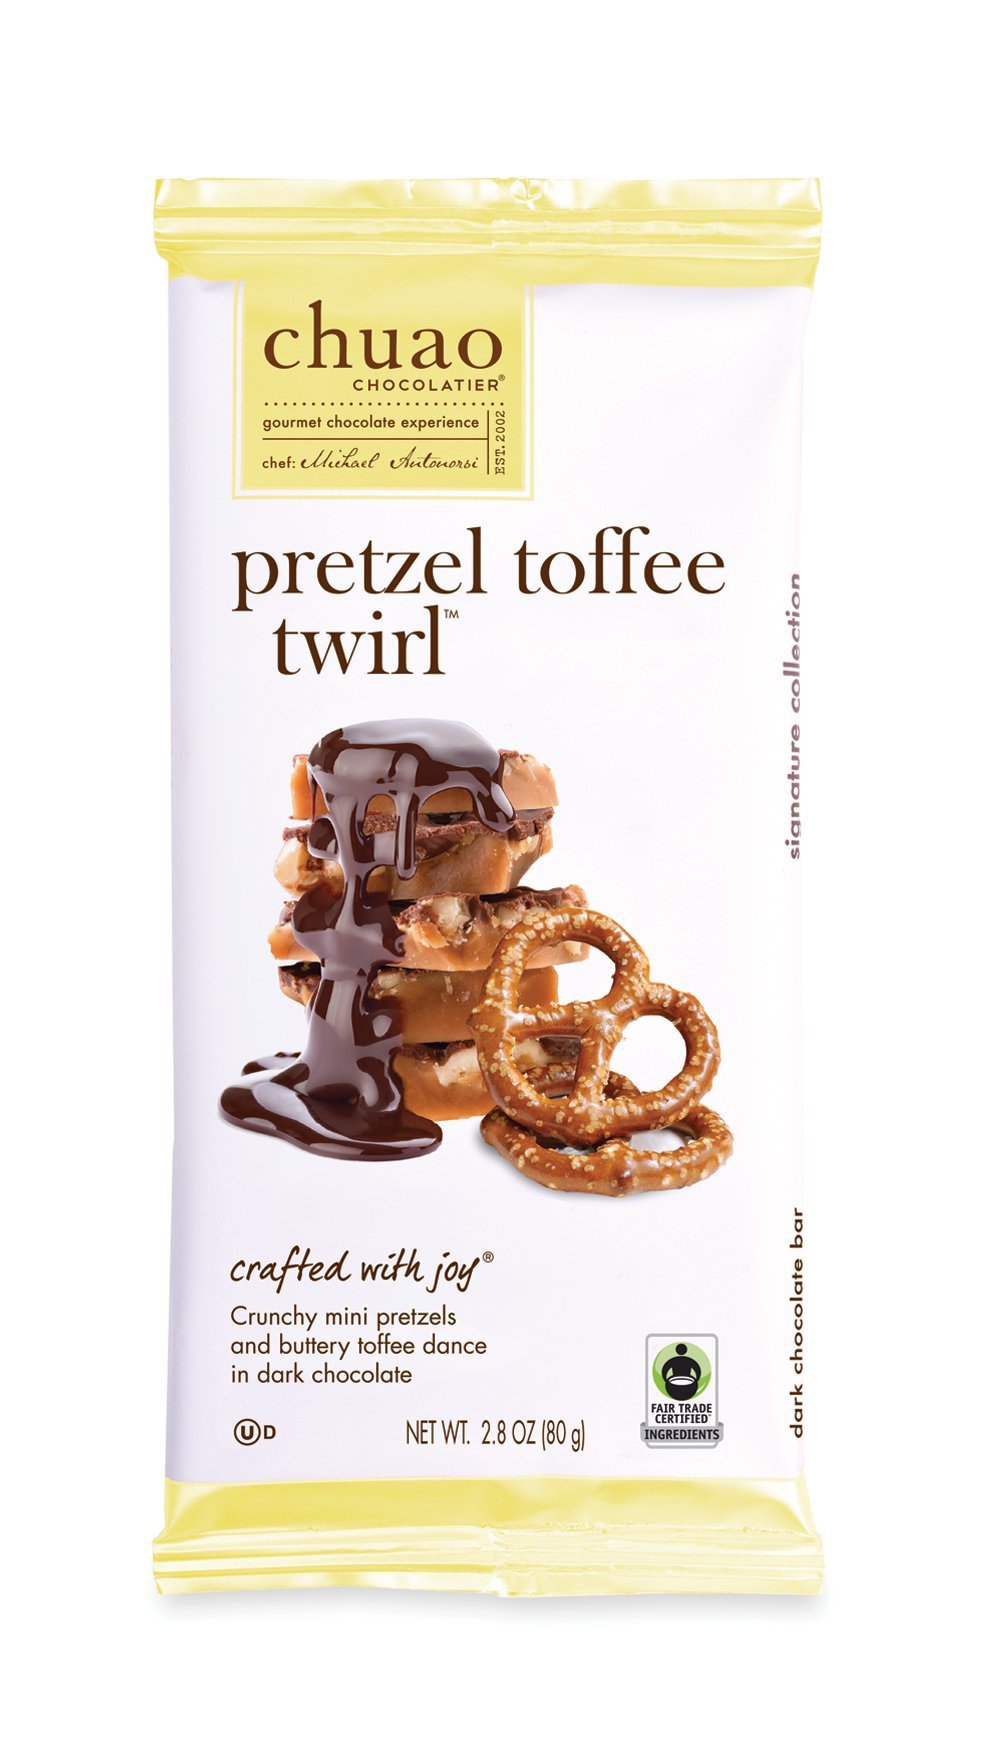 chuao
CHOCOLATIER®
gourmet chocolate experience
EST. 2002
chef: Michael Antonorsi
pretzel toffee
twirl™
signature collection
crafted with joy®
Crunchy mini pretzels
and buttery toffee dance
in dark chocolate
U D
NET WT. 2.8 OZ (80 g)
FAIR TRADE
CERTIFIED™
INGREDIENTS
dark chocolate bar